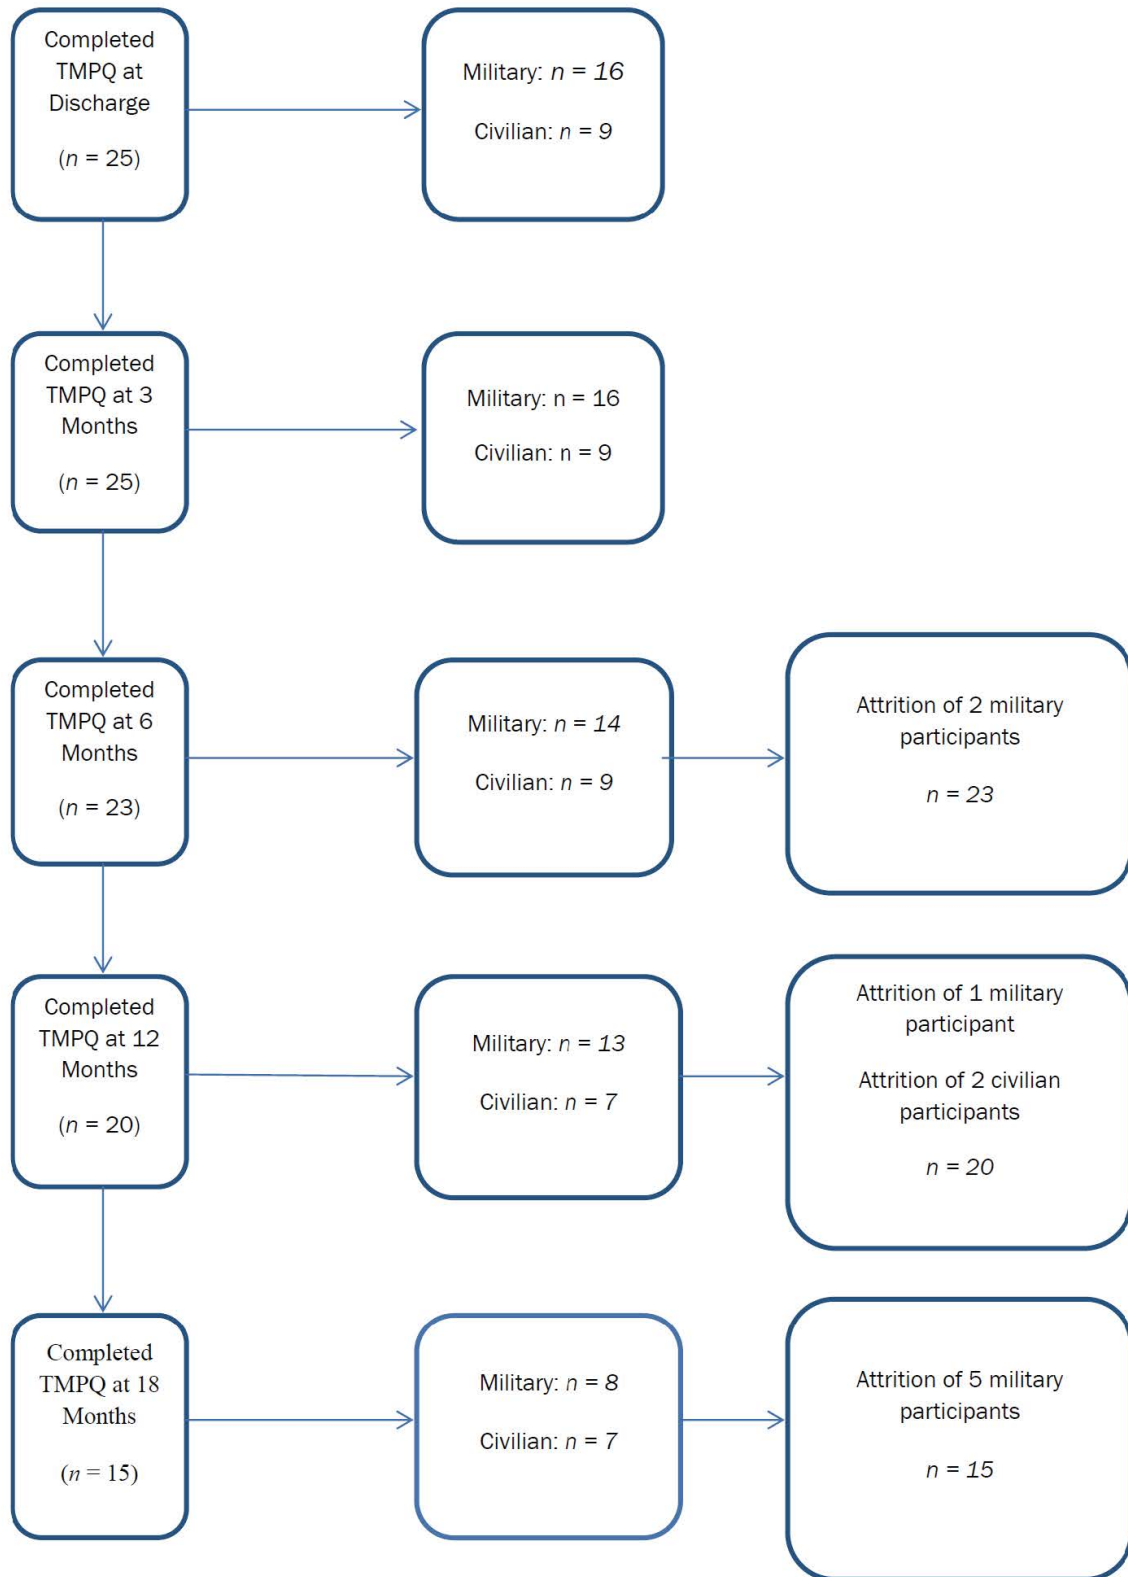 Completed
TMPQ at
Discharge
(n = 25)
Military: n = 16
Civilian: n = 9
Completed
TMPQ at 3
Months
(n = 25)
Military: n = 16
Civilian: n = 9
Completed
TMPQ at 6
Months
(n = 23)
Military: n = 14
Civilian: n = 9
Attrition of 2 military
participants
n = 23
Completed
TMPQ at 12
Months
(n = 20)
Military: n = 13
Civilian: n = 7
Attrition of 1 military
participant
Attrition of 2 civilian
participants
n = 20
Completed
TMPQ at 18
Months
(n = 15)
Military: n = 8
Civilian: n = 7
Attrition of 5 military
participants
n = 15